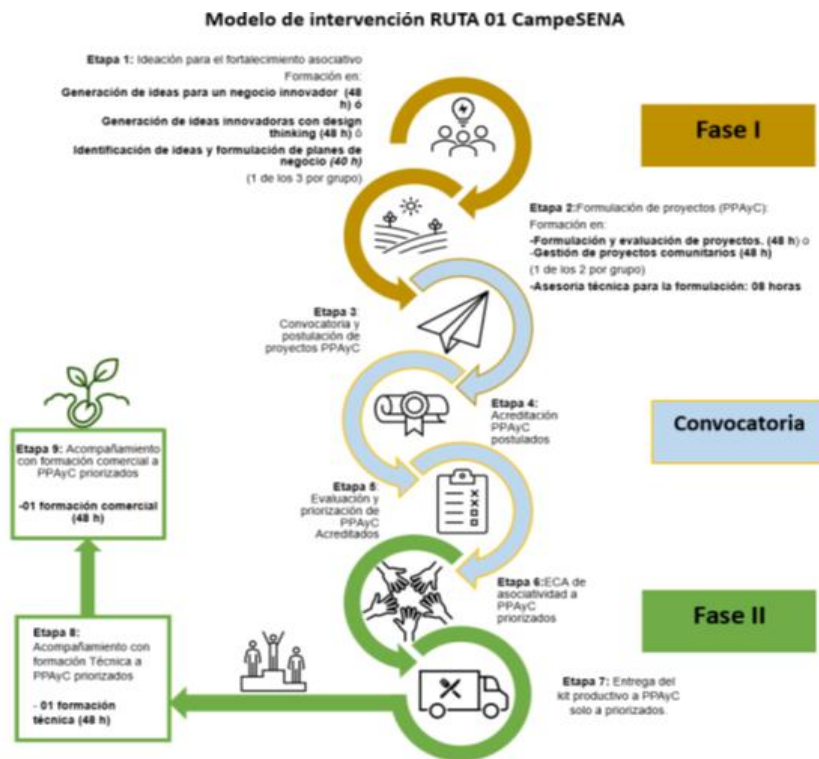 Modelo de intervención RUTA 01 CampeSENA
Etapa 1: Ideación para el fortalecimiento asociativo
Formación en:
Generación de ideas para un negocio innovador (48
h) ó
Generación de ideas innovadoras con design
thinking (48 h) ó
Identificación de ideas y formulación de planes de
negocio (40 h)
(1 de los 3 por grupo)
Fase I
Etapa 2:Formulación de proyectos (PPAyC):
Formación en:
-Formulación y evaluación de proyectos. (48 h) o
-Gestión de proyectos comunitarios (48 h)
(1 de los 2 por grupo)
-Asesoria técnica para la formulación: 08 horas
Etapa 3:
Convocatoria y
postulación de
proyectos PPAyC
Etapa 4:
Acreditación
PPAyC
postulados
Convocatoria
Etapa 5:
Evaluación y
priorización de
PPAyC
Acreditados
Etapa 6:ECA de
asociatividad a
PPAyC
priorizados
Fase II
Etapa 7: Entrega del
kit productivo a PPAyC
solo a priorizados.
Etapa 8:
Acompañamiento con
formación Técnica a
PPAyC priorizados
- 01 formación
técnica (48 h)
Etapa 9: Acompañamiento
con formación comercial a
PPAyC priorizados
-01 formación comercial
(48 h)